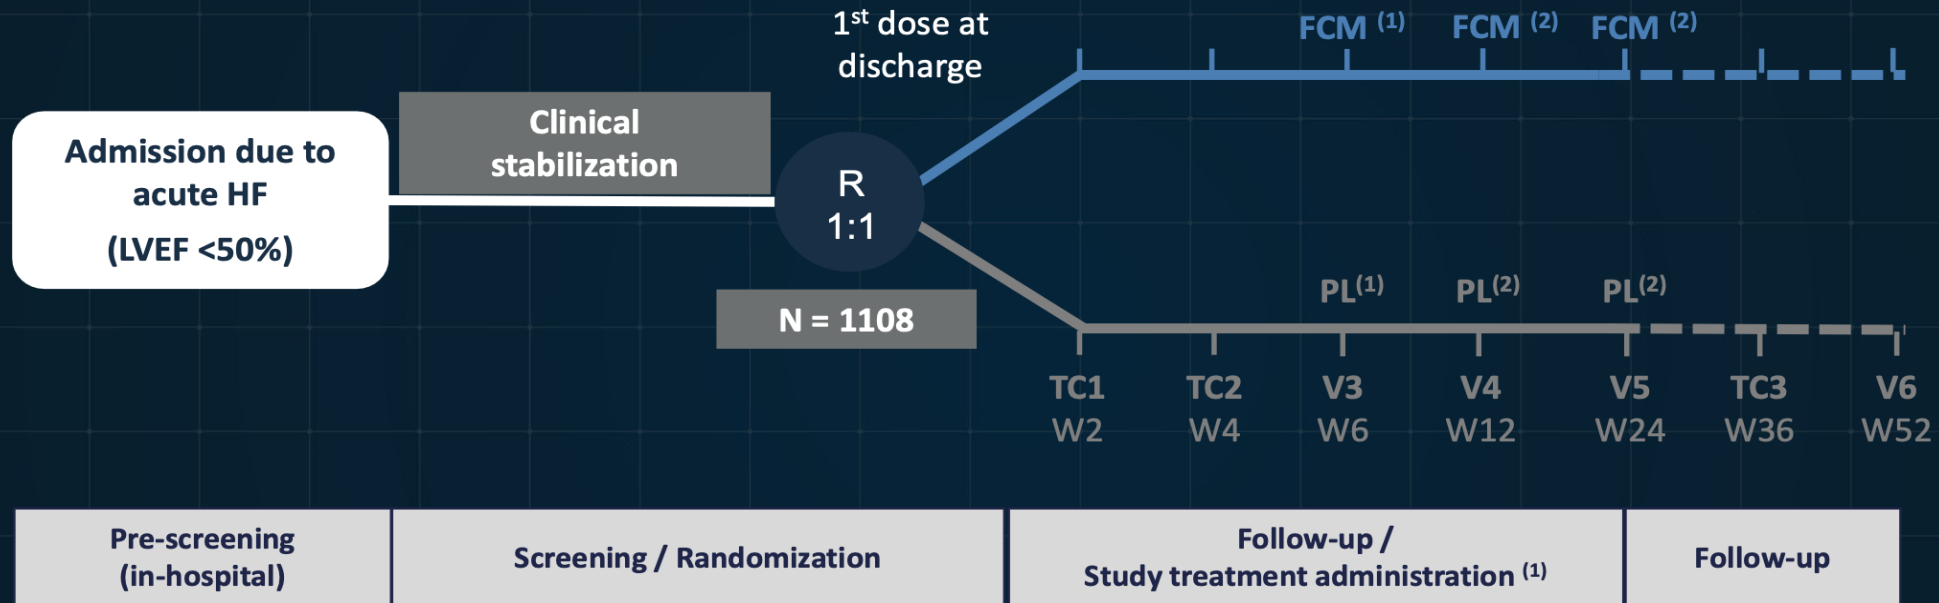 1st dose at
discharge
FCM (1)
FCM (2)
FCM (2)
Admission due to
acute HF
(LVEF <50%)
Clinical
stabilization
R
1:1
N = 1108
PL(1)
PL(2)
PL(2)
TC1
W2
TC2
W4
V3
W6
V4
W12
V5
W24
TC3
W36
V6
W52
Pre-screening
(in-hospital)
Screening / Randomization
Follow-up /
Study treatment administration (1)
Follow-up